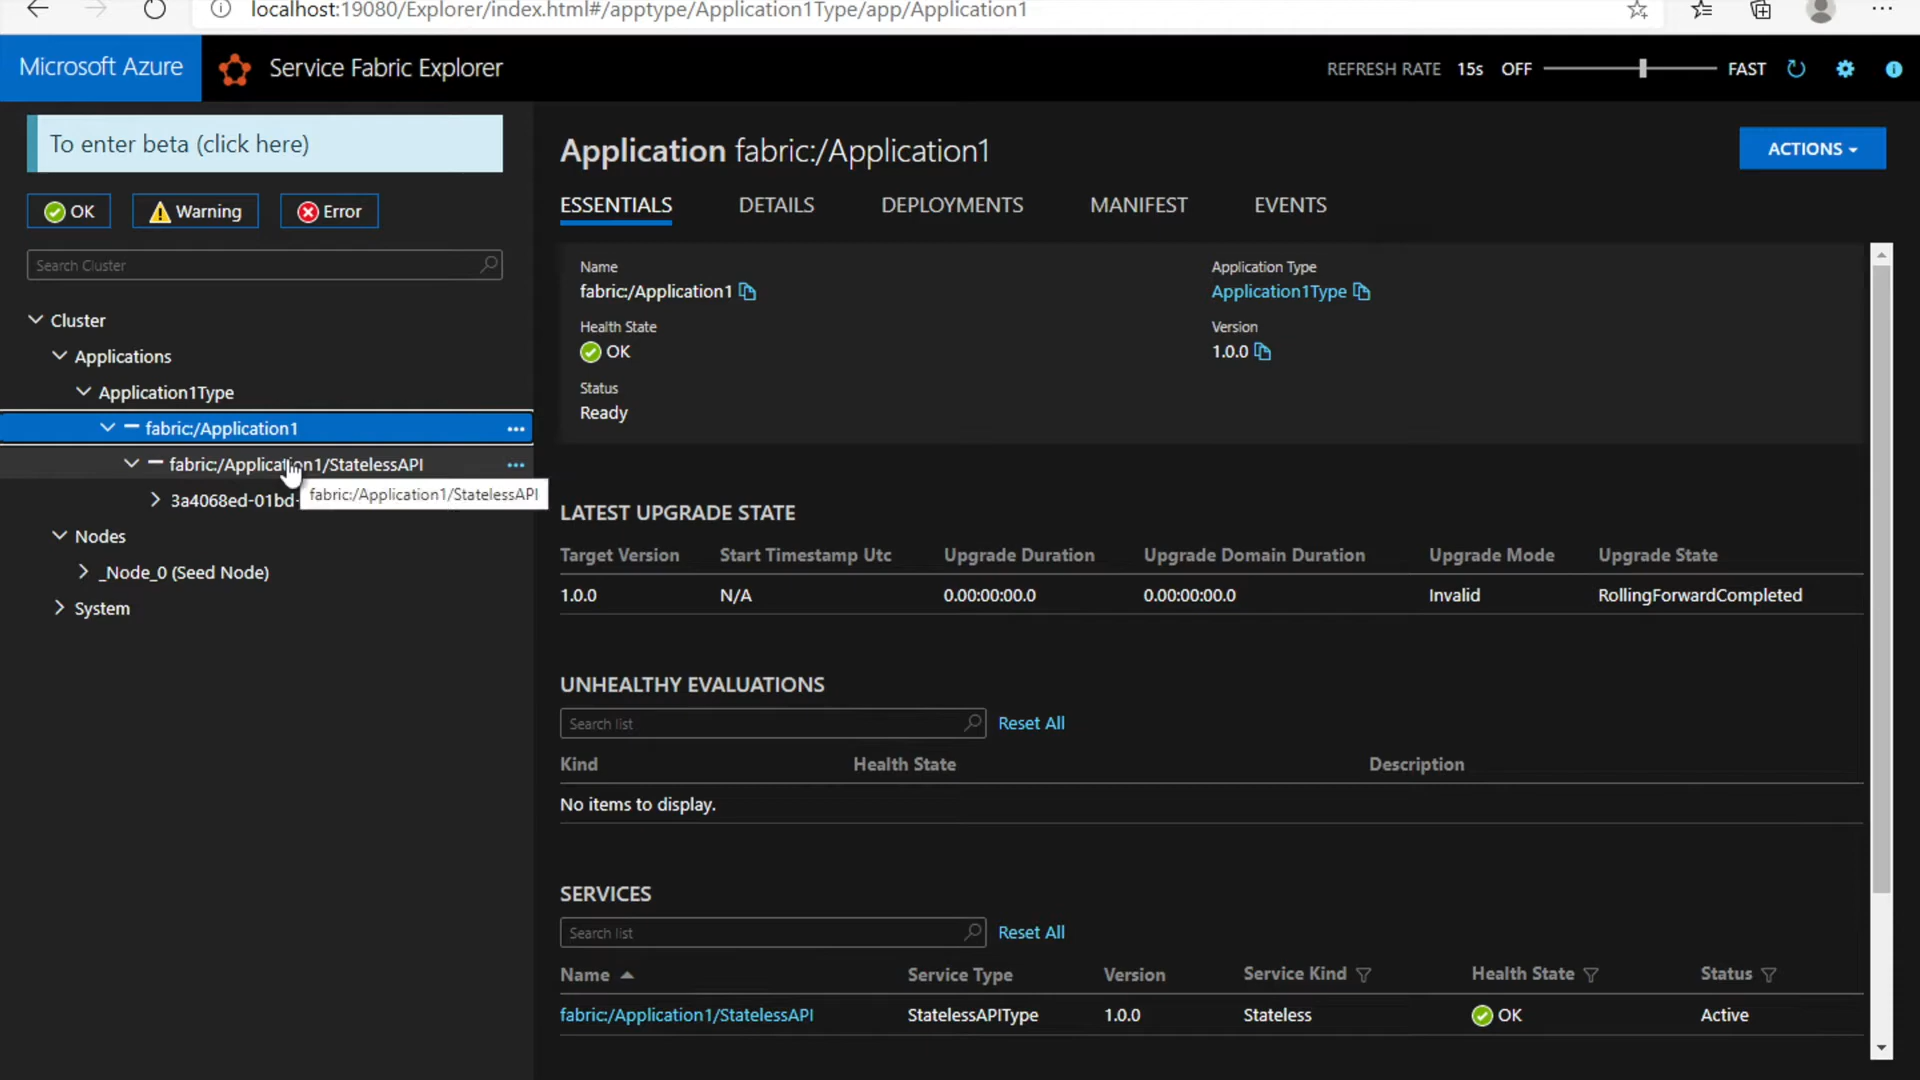 localhost:19080/Explorer/index.html#/apptype/Application1Type/app/Application1
Microsoft Azure
Service Fabric Explorer
REFRESH RATE 15s OFF FAST
To enter beta (click here)
OK
Warning
Error
Search Cluster
Cluster
Applications
Application1Type
fabric:/Application1
fabric:/Application1/StatelessAPI
3a4068ed-01bd-
fabric:/Application1/StatelessAPI
Nodes
_Node_0 (Seed Node)
System
Application fabric:/Application1
ACTIONS
ESSENTIALS DETAILS DEPLOYMENTS MANIFEST EVENTS
Name
fabric:/Application1
Application Type
Application1Type
Health State
OK
Version
1.0.0
Status
Ready
LATEST UPGRADE STATE
Target Version Start Timestamp Utc Upgrade Duration Upgrade Domain Duration Upgrade Mode Upgrade State
1.0.0 N/A 0.00:00:00.0 0.00:00:00.0 Invalid RollingForwardCompleted
UNHEALTHY EVALUATIONS
Search list Reset All
Kind Health State Description
No items to display.
SERVICES
Search list Reset All
Name Service Type Version Service Kind Health State Status
fabric:/Application1/StatelessAPI StatelessAPIType 1.0.0 Stateless OK Active